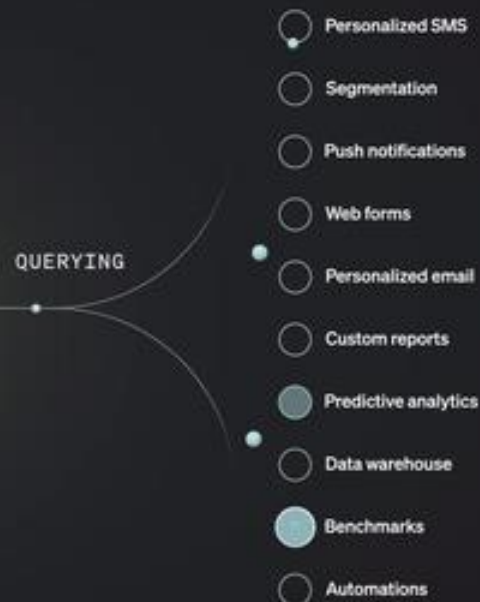 Personalized SMS
Segmentation
Push notifications
Web forms
QUERYING
Personalized email
Custom reports
Predictive analytics
Data warehouse
Benchmarks
Automations